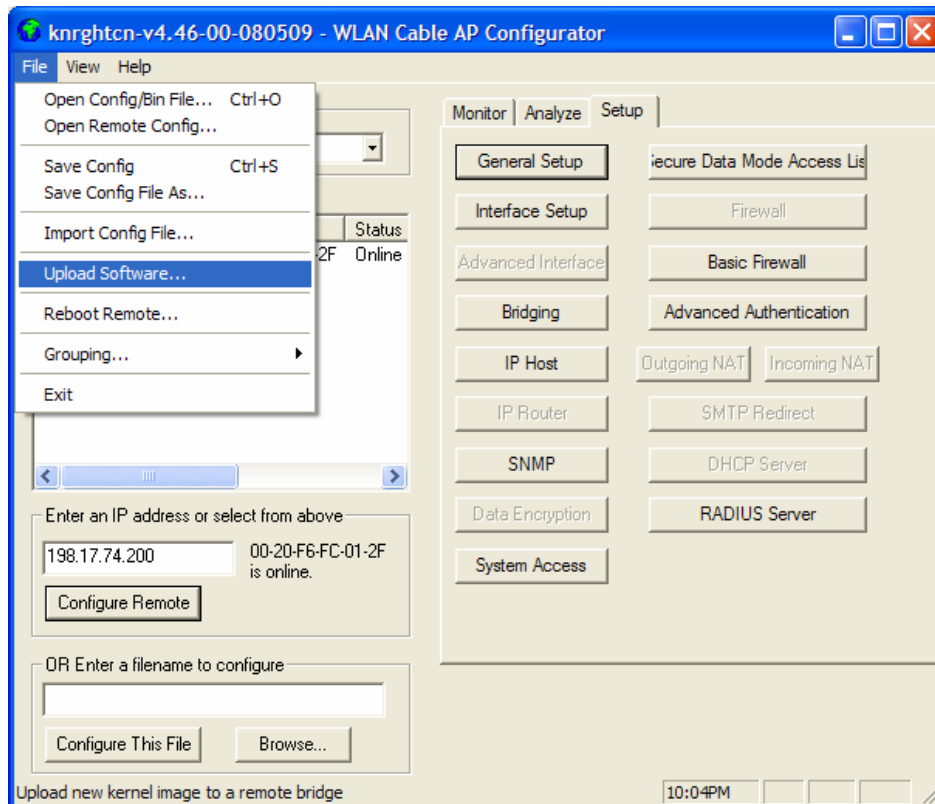 knrghtcn-v4.46-00-080509 - WLAN Cable AP Configurator
File View Help
Open Config/Bin File... Ctrl+O
Open Remote Config...
Save Config Ctrl+S
Save Config File As...
Import Config File...
Upload Software...
Reboot Remote...
Grouping...
Exit
Status
-2F Online
Enter an IP address or select from above
198.17.74.200
00-20-F6-FC-01-2F
is online.
Configure Remote
OR Enter a filename to configure
Configure This File Browse...
Monitor Analyze Setup
General Setup Secure Data Mode Access Lis
Interface Setup Firewall
Advanced Interface Basic Firewall
Bridging Advanced Authentication
IP Host Outgoing NAT Incoming NAT
IP Router SMTP Redirect
SNMP DHCP Server
Data Encryption RADIUS Server
System Access
Upload new kernel image to a remote bridge
10:04PM